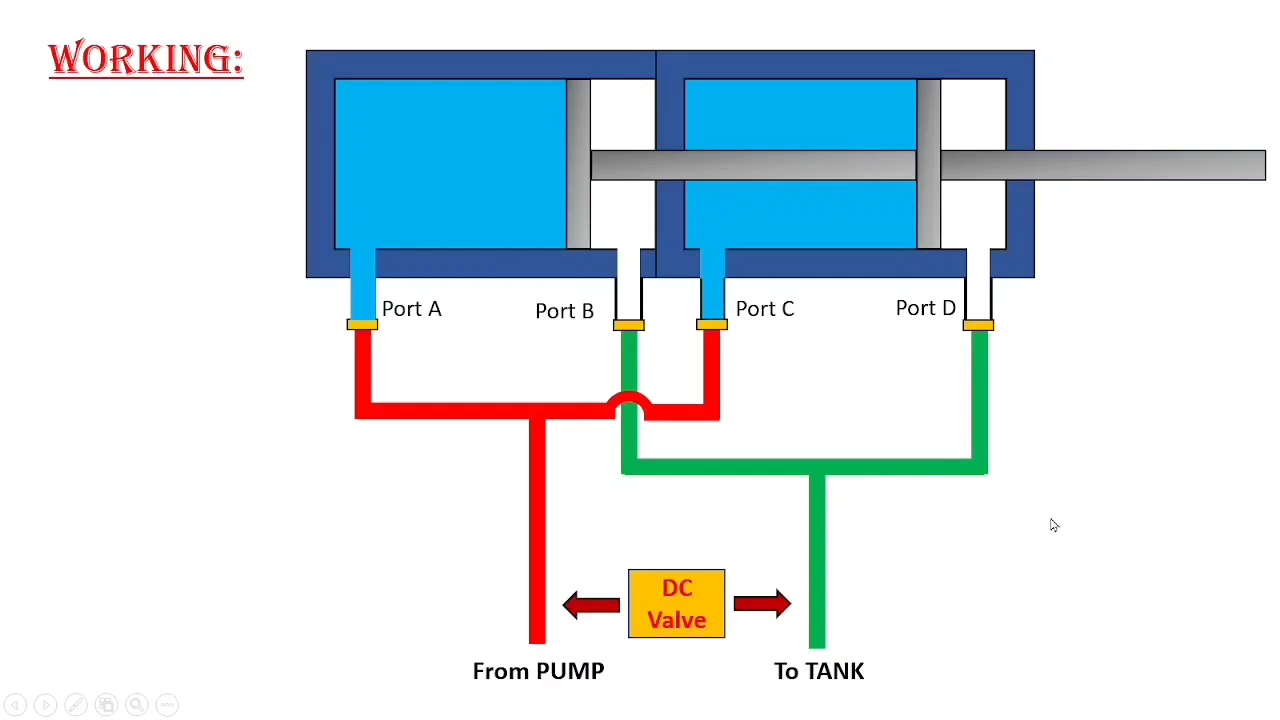 WORKING:
Port A
Port B
Port C
Port D
DC
Valve
From PUMP
To TANK